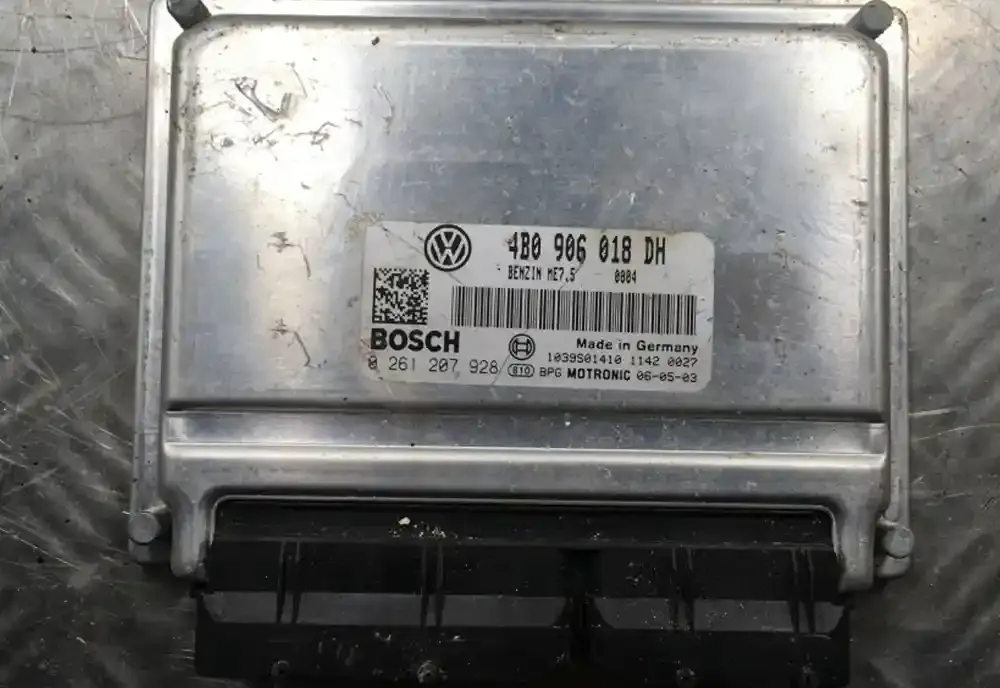 4B0 906 018 DH
BENZIN ME7.5 0004
BOSCH
Made in Germany
0 261 207 928
1039S01410 1142 0027
810 BPG MOTRONIC 06-05-03